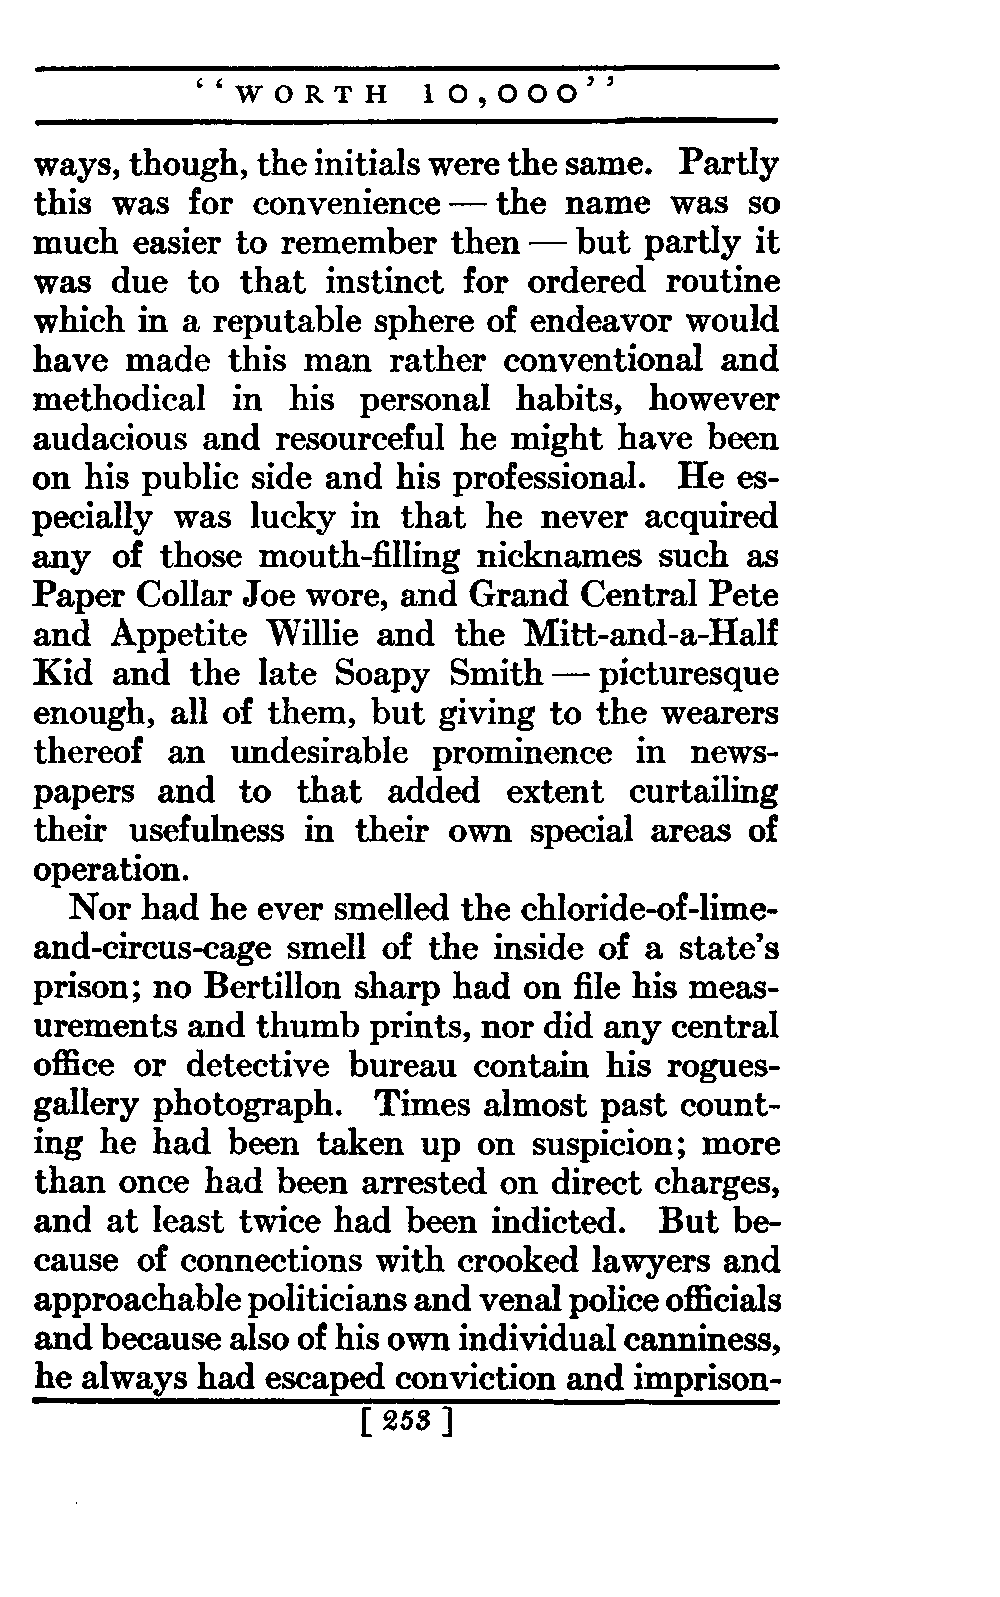 “WORTH 10,000”
ways, though, the initials were the same. Partly
this was for convenience — the name was so
much easier to remember then — but partly it
was due to that instinct for ordered routine
which in a reputable sphere of endeavor would
have made this man rather conventional and
methodical in his personal habits, however
audacious and resourceful he might have been
on his public side and his professional. He es-
pecially was lucky in that he never acquired
any of those mouth-filling nicknames such as
Paper Collar Joe wore, and Grand Central Pete
and Appetite Willie and the Mitt-and-a-Half
Kid and the late Soapy Smith — picturesque
enough, all of them, but giving to the wearers
thereof an undesirable prominence in news-
papers and to that added extent curtailing
their usefulness in their own special areas of
operation.
Nor had he ever smelled the chloride-of-lime-
and-circus-cage smell of the inside of a state’s
prison; no Bertillon sharp had on file his meas-
urements and thumb prints, nor did any central
office or detective bureau contain his rogues-
gallery photograph. Times almost past count-
ing he had been taken up on suspicion; more
than once had been arrested on direct charges,
and at least twice had been indicted. But be-
cause of connections with crooked lawyers and
approachable politicians and venal police officials
and because also of his own individual canniness,
he always had escaped conviction and imprison-
[ 253 ]